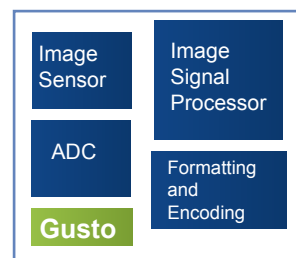 Image
Sensor
Image
Signal
Processor
ADC
Formatting
and
Encoding
Gusto